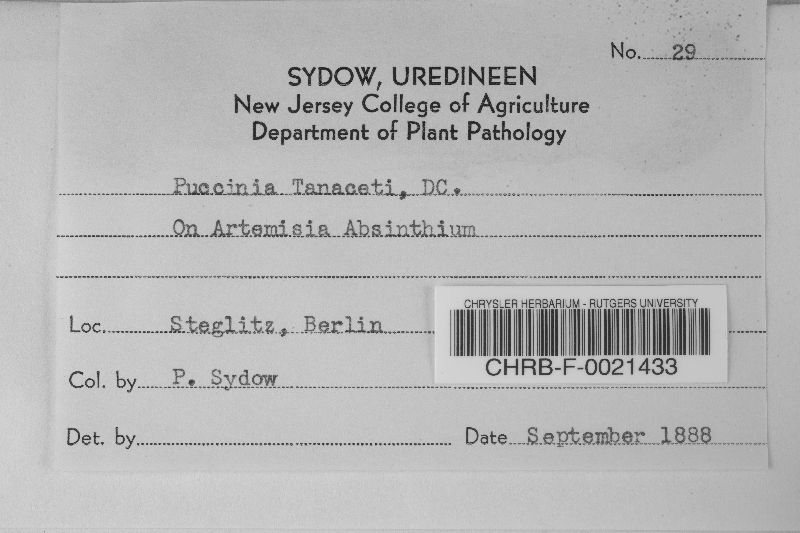 No. 29
SYDOW, UREDINEEN
New Jersey College of Agriculture
Department of Plant Pathology
Puccinia Tanaceti, DC.
On Artemisia Absinthium
Loc. Steglitz, Berlin
CHRYSLER HERBARIUM - RUTGERS UNIVERSITY
CHRB-F-0021433
Col. by P. Sydow
Det. by Date September 1888